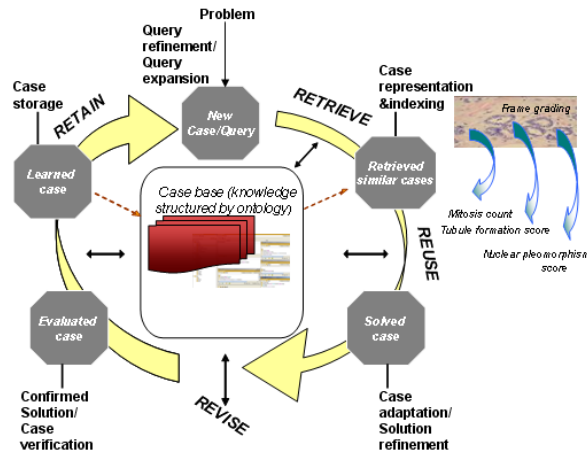 Problem
Query refinement/
Query expansion
Case
storage
RETAIN
New
Case/Query
RETRIEVE
Case
representation
&indexing
Frame grading
Learned
case
Retrieved
similar cases
Case base (knowledge
structured by ontology)
Mitosis count
Tubule formation score
Nuclear pleomorphism
score
REUSE
Evaluated
case
Solved
case
Confirmed
Solution/
Case
verification
REVISE
Case
adaptation/
Solution
refinement